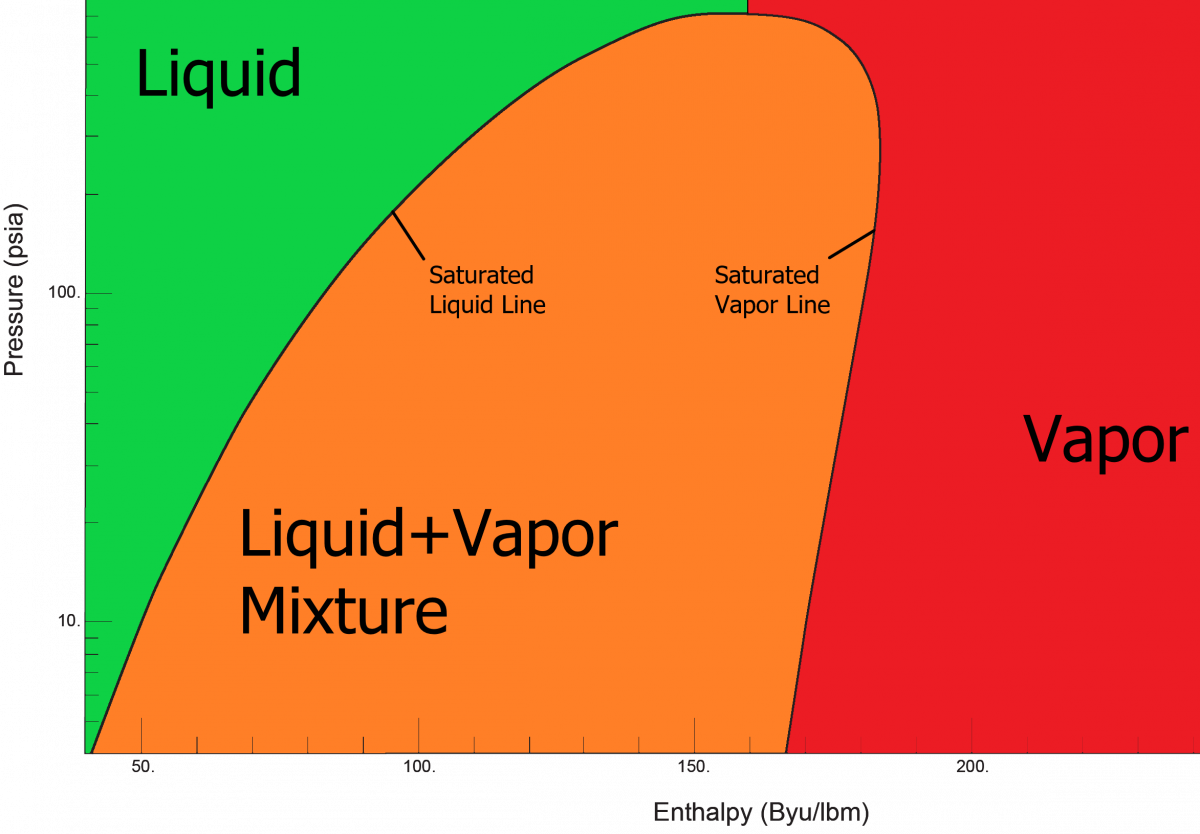 Liquid
Pressure (psia)
Saturated
Liquid Line
Saturated
Vapor Line
100.
Vapor
Liquid+Vapor
Mixture
10.
50.
100.
150.
200.
Enthalpy (Byu/lbm)